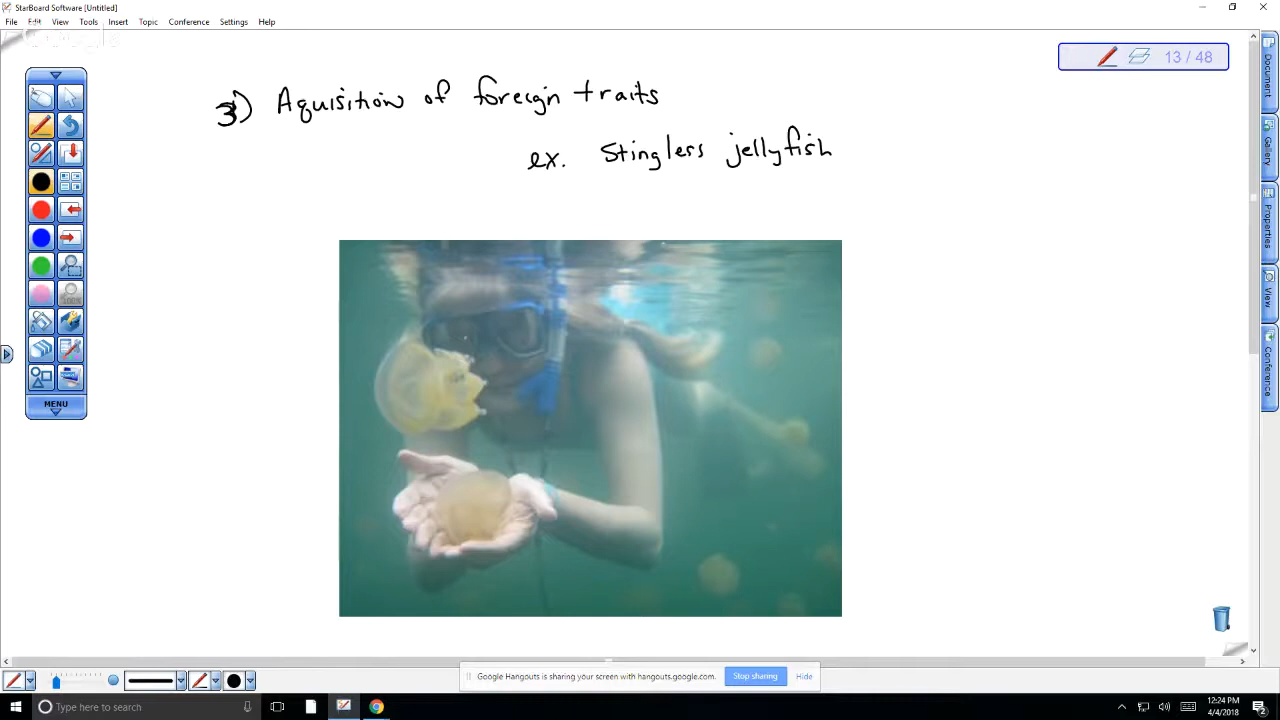 StarBoard Software [Untitled]
File Edit View Tools Insert Topic Conference Settings Help
13 / 48
3) Aquisition of foreign traits
ex. Stingless jellyfish
MENU
Document
Gallery
Properties
View
Conference
Google Hangouts is sharing your screen with hangouts.google.com. Stop sharing Hide
Type here to search
12:24 PM
4/4/2018
2